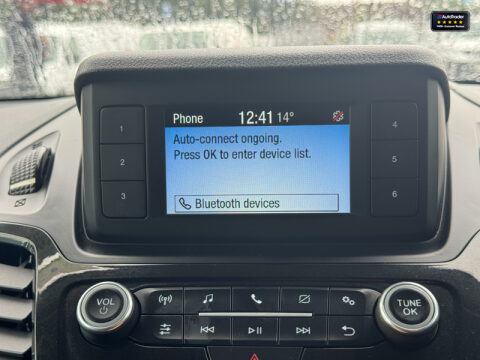 AutoTrader
Phone 12:41 14°
Auto-connect ongoing.
Press OK to enter device list.
Bluetooth devices
1
2
3
4
5
6
VOL
TUNE
OK